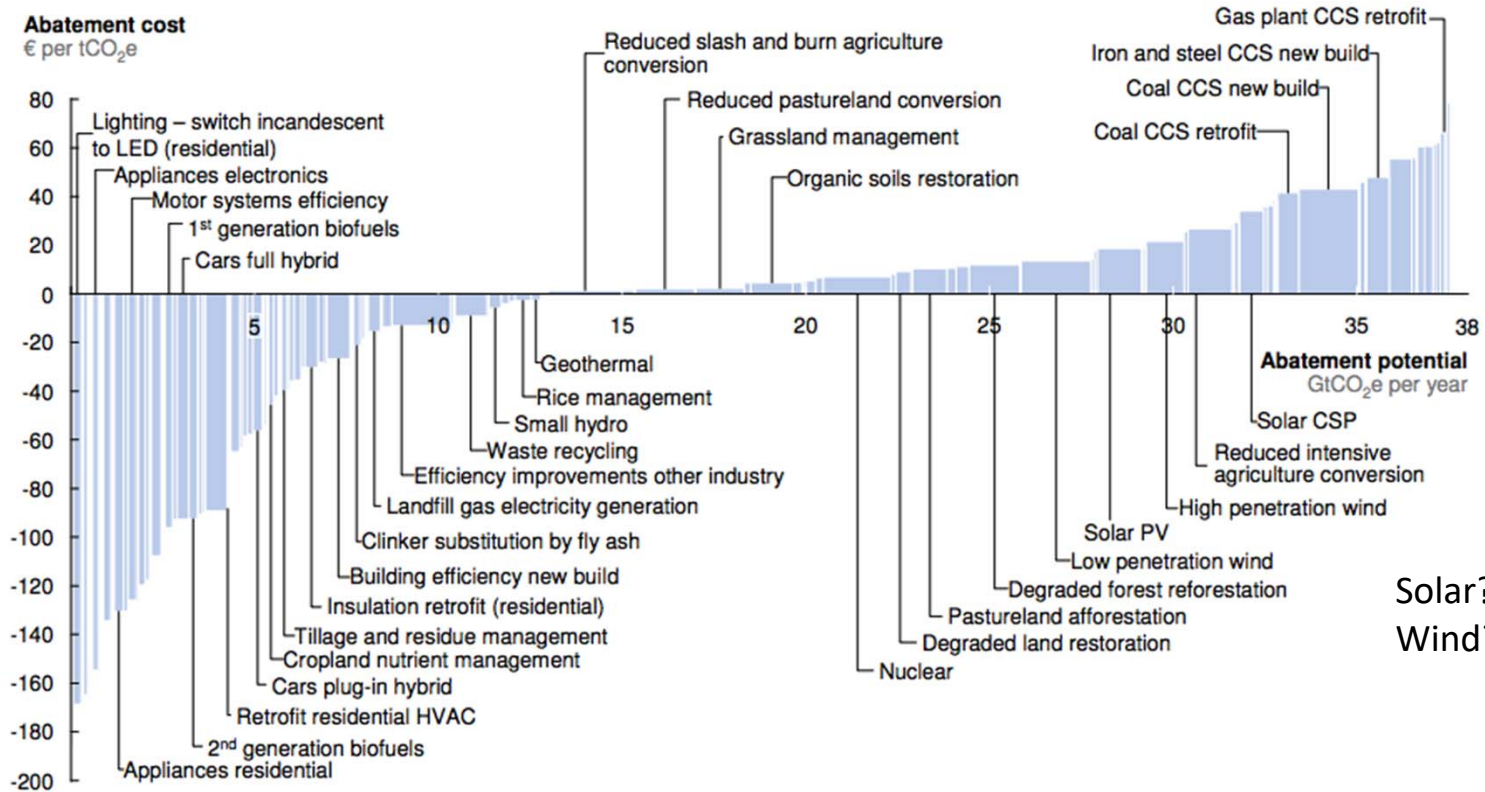 Abatement cost
€ per tCO₂e
80
60
40
20
0
-20
-40
-60
-80
-100
-120
-140
-160
-180
-200
Lighting – switch incandescent
to LED (residential)
Appliances electronics
Motor systems efficiency
1st generation biofuels
Cars full hybrid
Reduced slash and burn agriculture
conversion
Reduced pastureland conversion
Grassland management
Organic soils restoration
Gas plant CCS retrofit
Iron and steel CCS new build
Coal CCS new build
Coal CCS retrofit
5
10
15
20
25
30
35
38
Abatement potential
GtCO₂e per year
Geothermal
Rice management
Small hydro
Waste recycling
Efficiency improvements other industry
Landfill gas electricity generation
Clinker substitution by fly ash
Building efficiency new build
Insulation retrofit (residential)
Tillage and residue management
Cropland nutrient management
Cars plug-in hybrid
Retrofit residential HVAC
2nd generation biofuels
Appliances residential
Solar CSP
Reduced intensive
agriculture conversion
High penetration wind
Solar PV
Low penetration wind
Degraded forest reforestation
Pastureland afforestation
Degraded land restoration
Nuclear
Solar?
Wind?